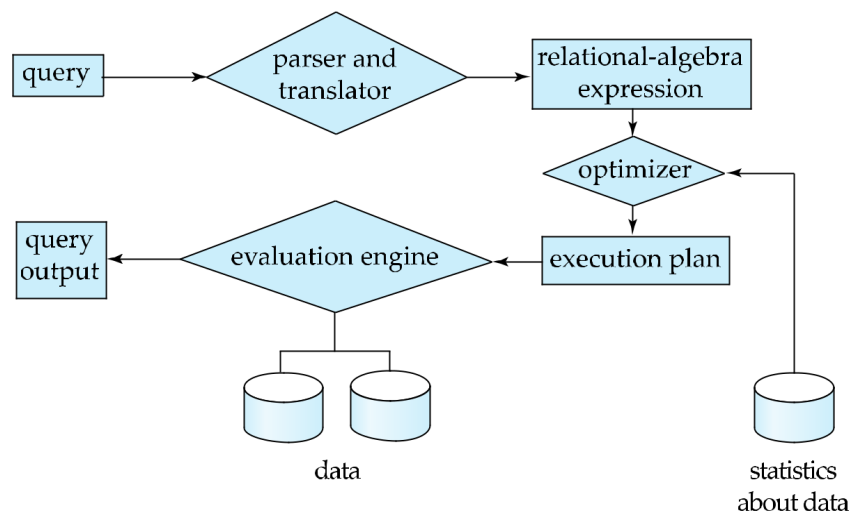 query
parser and
translator
relational-algebra
expression
optimizer
query
output
evaluation engine
execution plan
data
statistics
about data